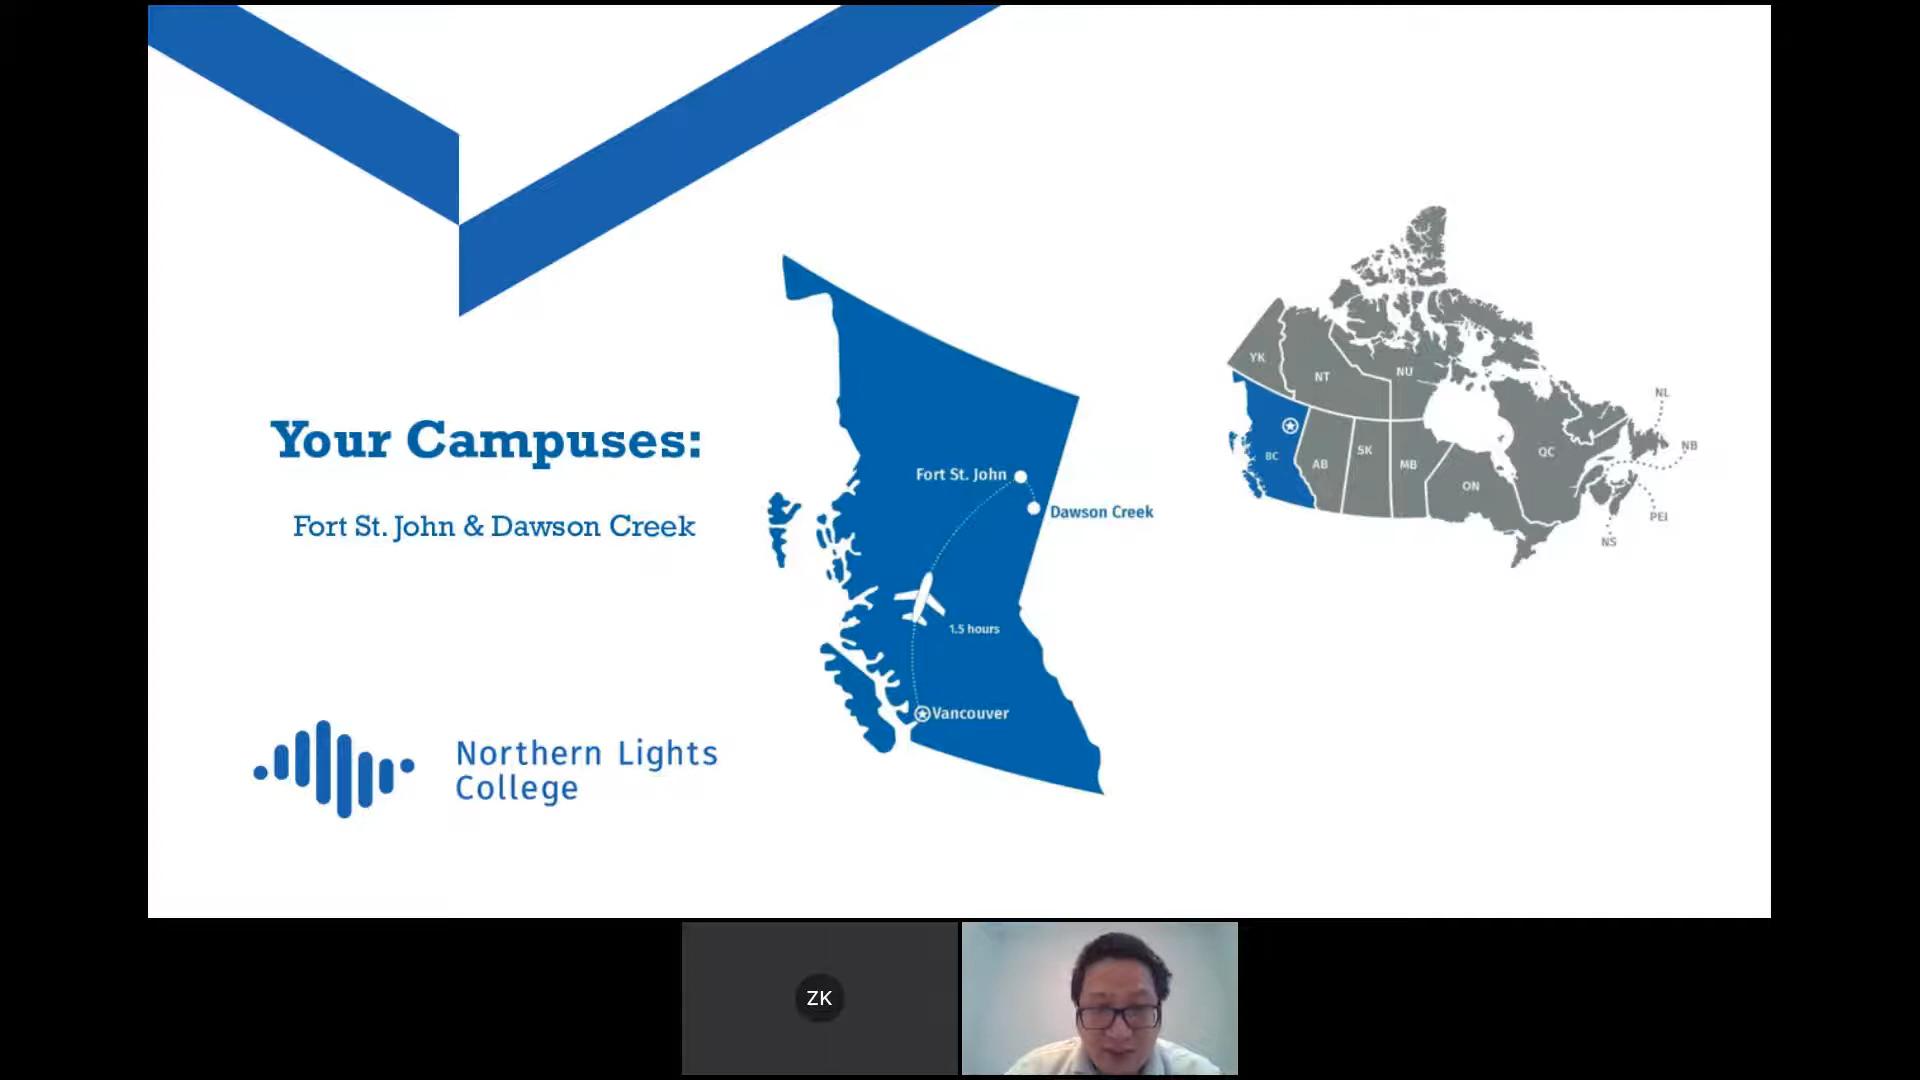 Your Campuses:
Fort St. John & Dawson Creek
Northern Lights
College
Fort St. John
Dawson Creek
1.5 hours
Vancouver
YK
NT
NU
BC
AB
SK
MB
ON
QC
NL
NB
PEI
NS
ZK